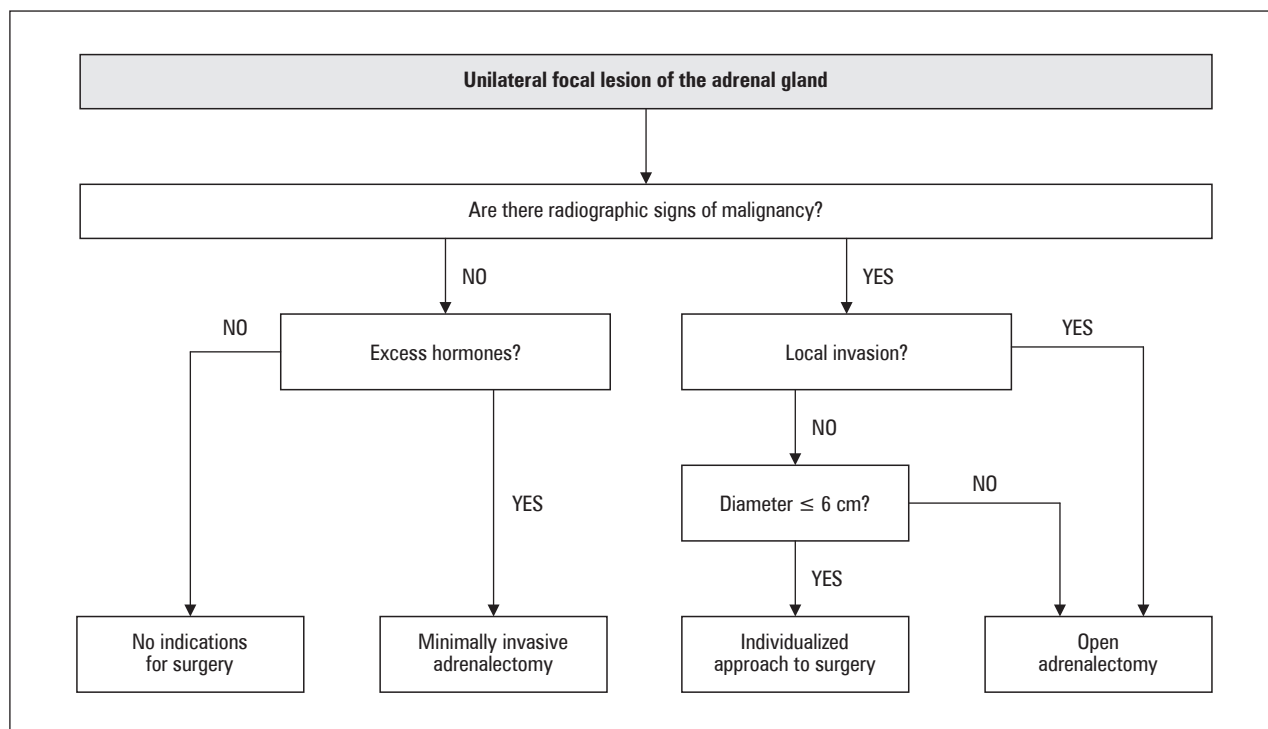 Unilateral focal lesion of the adrenal gland
Are there radiographic signs of malignancy?
NO
YES
NO
Excess hormones?
Local invasion?
YES
NO
YES
Diameter ≤ 6 cm?
NO
YES
No indications
for surgery
Minimally invasive
adrenalectomy
Individualized
approach to surgery
Open
adrenalectomy